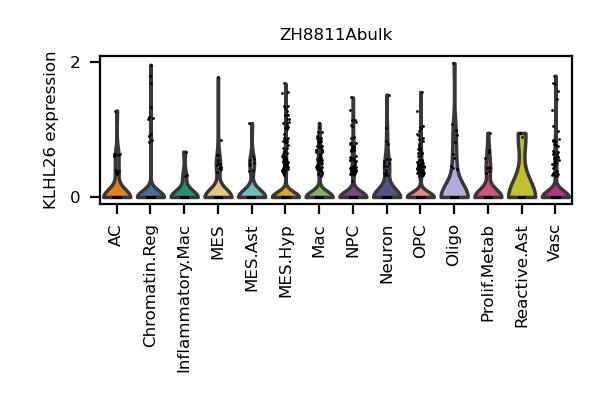 ZH8811Abulk
KLHL26 expression
2
0
AC
Chromatin.Reg
Inflammatory.Mac
MES
MES.Ast
MES.Hyp
Mac
NPC
Neuron
OPC
Oligo
Prolif.Metab
Reactive.Ast
Vasc